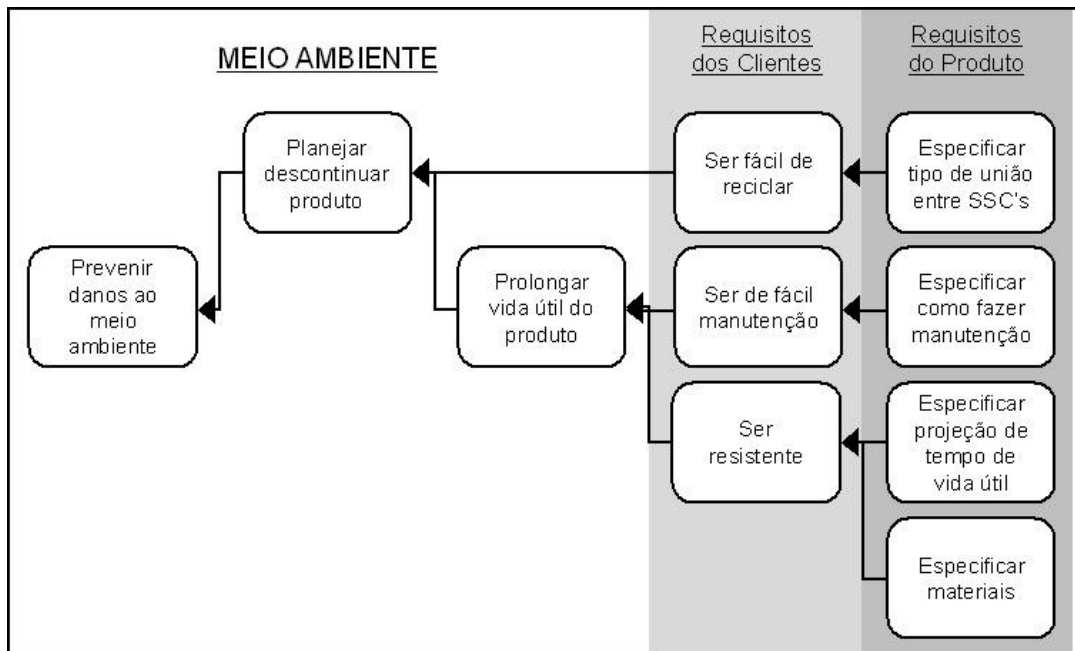 MEIO AMBIENTE
Requisitos
dos Clientes
Requisitos
do Produto
Planejar
descontinuar
produto
Ser fácil de
reciclar
Especificar
tipo de união
entre SSC's
Prevenir
danos ao
meio
ambiente
Prolongar
vida útil do
produto
Ser de fácil
manutenção
Especificar
como fazer
manutenção
Ser
resistente
Especificar
projeção de
tempo de
vida útil
Especificar
materiais